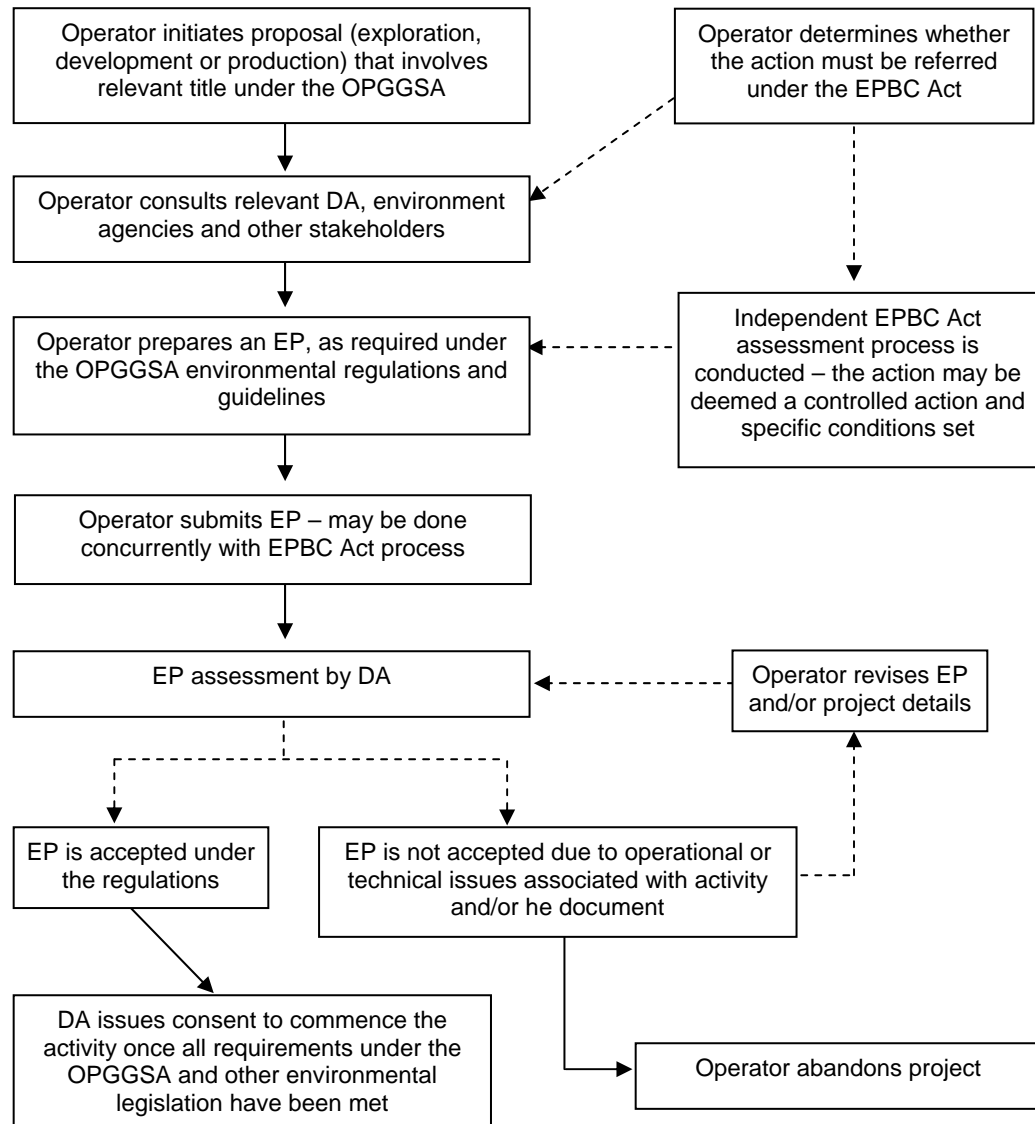 Operator initiates proposal (exploration,
development or production) that involves
relevant title under the OPGGSA
Operator determines whether
the action must be referred
under the EPBC Act
Operator consults relevant DA, environment
agencies and other stakeholders
Operator prepares an EP, as required under
the OPGGSA environmental regulations and
guidelines
Independent EPBC Act
assessment process is
conducted – the action may be
deemed a controlled action and
specific conditions set
Operator submits EP – may be done
concurrently with EPBC Act process
EP assessment by DA
Operator revises EP
and/or project details
EP is accepted under
the regulations
EP is not accepted due to operational or
technical issues associated with activity
and/or he document
DA issues consent to commence the
activity once all requirements under the
OPGGSA and other environmental
legislation have been met
Operator abandons project